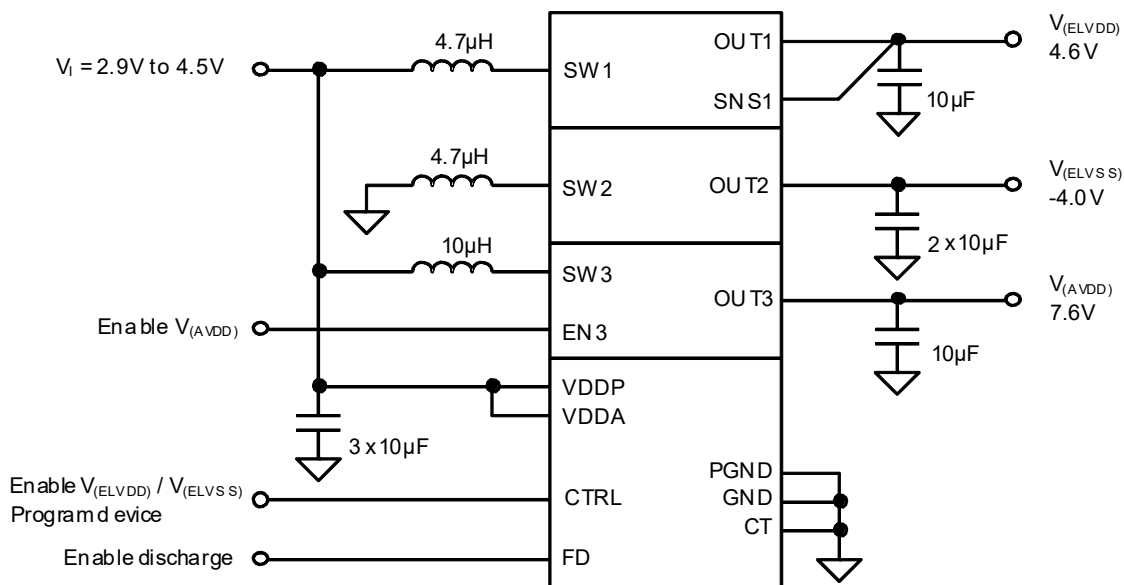 V(ELVDD)
4.6V
4.7µH
OUT1
VI = 2.9V to 4.5V
SW1
SNS1
10µF
4.7µH
V(ELVSS)
-4.0V
SW2
OUT2
2 x 10µF
10µH
SW3
OUT3
V(AVDD)
7.6V
Enable V(AVDD)
EN3
10µF
VDDP
VDDA
3 x 10µF
PGND
Enable V(ELVDD) / V(ELVSS)
Program device
CTRL
GND
CT
Enable discharge
FD